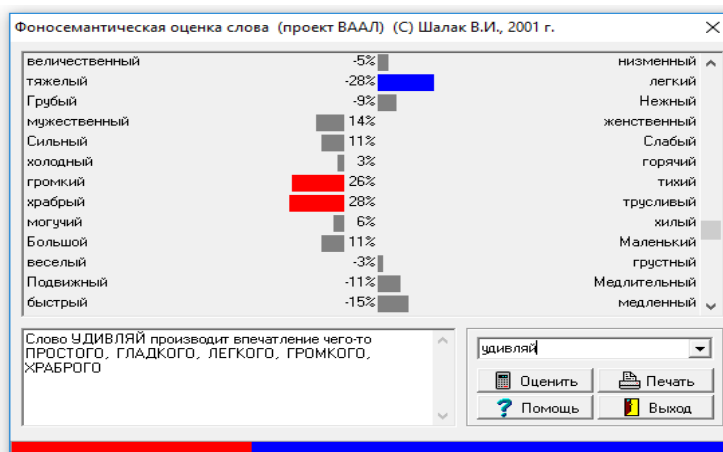 Фоносемантическая оценка слова (проект ВААЛ) (С) Шалак В.И., 2001 г.
величественный -5% низменный
тяжелый -28% легкий
Грубый -9% Нежный
мужественный 14% женственный
Сильный 11% Слабый
холодный 3% горячий
громкий 26% тихий
храбрый 28% трусливый
могучий 6% хилый
Большой 11% Маленький
веселый -3% грустный
Подвижный -11% Медлительный
быстрый -15% медленный
Слово УДИВЛЯЙ производит впечатление чего-то
ПРОСТОГО, ГЛАДКОГО, ЛЕГКОГО, ГРОМКОГО,
ХРАБРОГО
удивляй
Оценить Печать
Помощь Выход